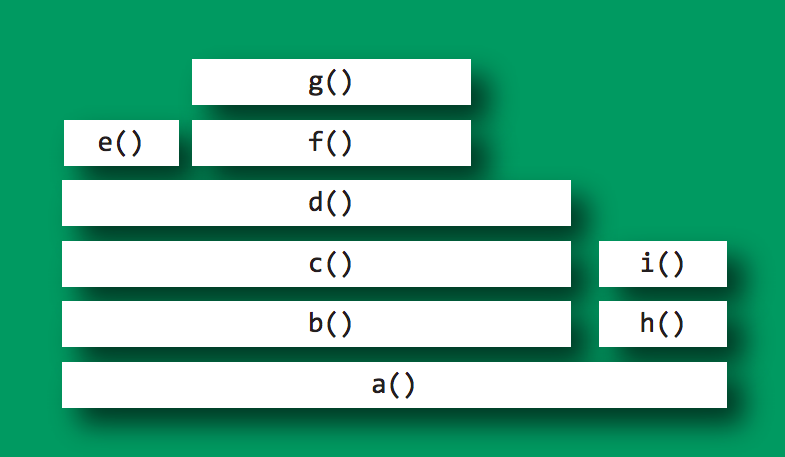 g()
e() f()
d()
c() i()
b() h()
a()